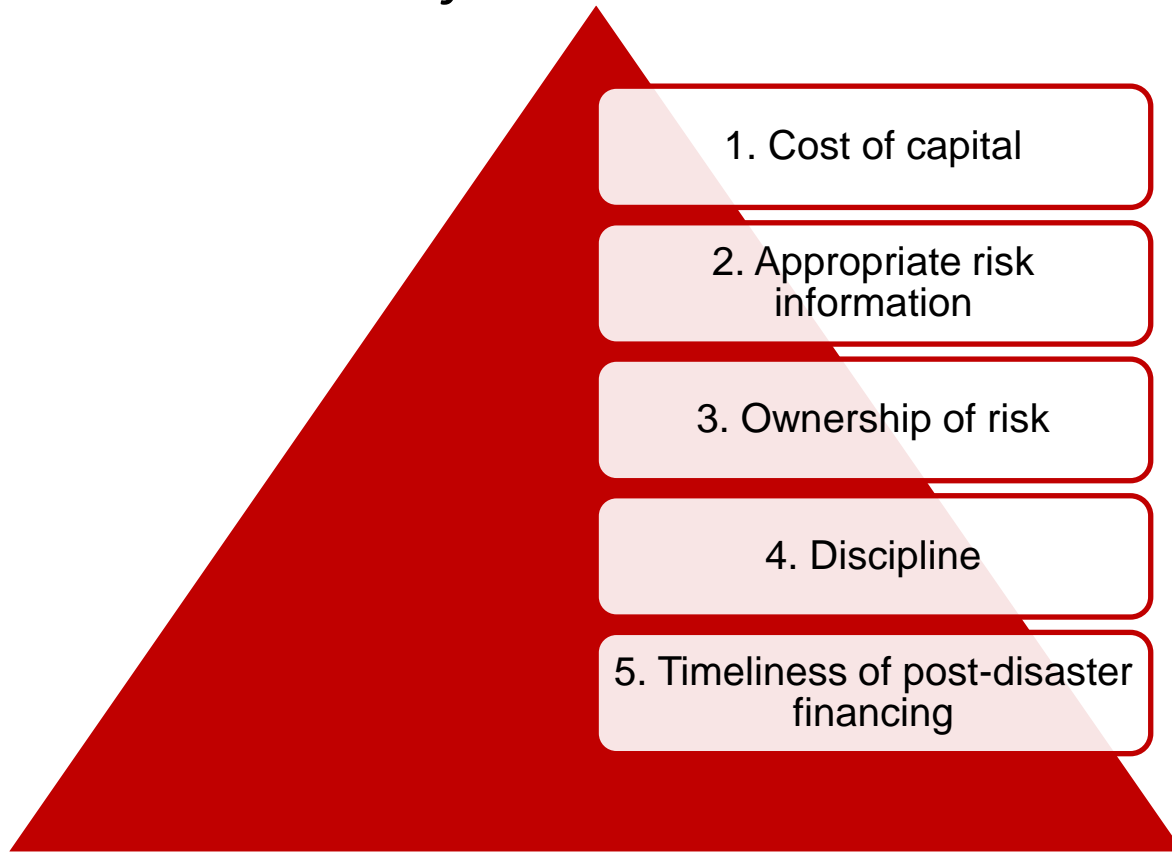 1. Cost of capital
2. Appropriate risk
information
3. Ownership of risk
4. Discipline
5. Timeliness of post-disaster
financing